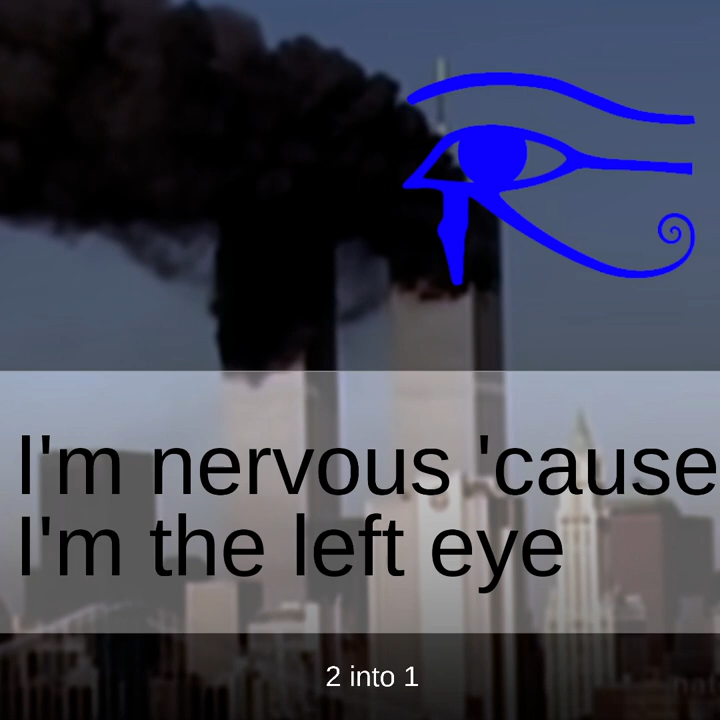 I'm nervous 'cause
I'm the left eye
2 into 1